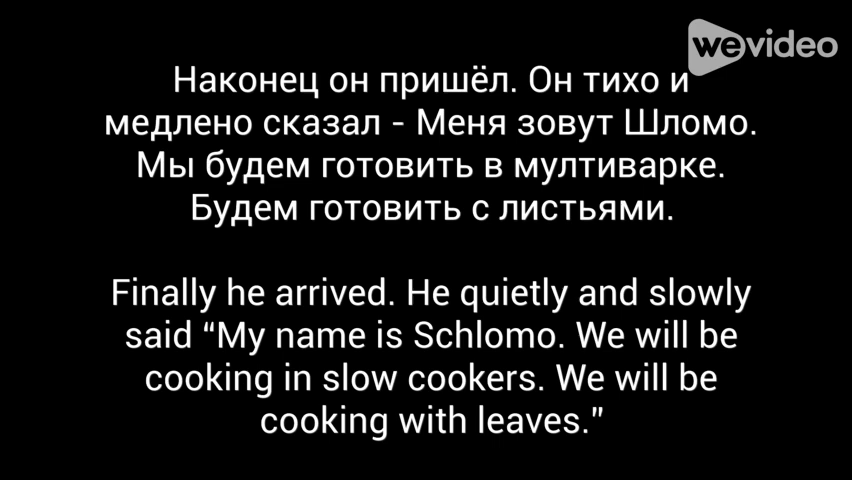 wevideo
Наконец он пришёл. Он тихо и
медлено сказал - Меня зовут Шломо.
Мы будем готовить в мултиварке.
Будем готовить с листьями.
Finally he arrived. He quietly and slowly
said “My name is Schlomo. We will be
cooking in slow cookers. We will be
cooking with leaves.”